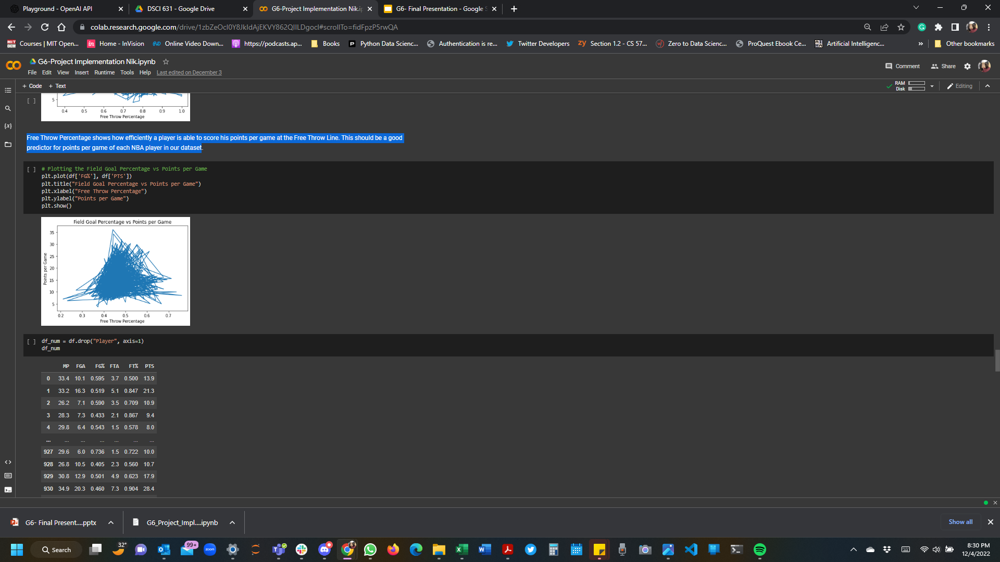 Playground - OpenAI API
DSCI 631 - Google Drive
G6-Project Implementation Nik.ip
G6- Final Presentation - Google S
colab.research.google.com/drive/1zbZeOcI0Y8JkIdAjEKVY862QIILDgocI#scrollTo=fidFpzP5rwQA
Courses | MIT Open...
Home - InVision
Online Video Down...
https://podcasts.ap...
Books
Python Data Scienc...
Authentication is re...
Twitter Developers
Section 1.2 - CS 57...
Zero to Data Scienc...
ProQuest Ebook Ce...
Artificial Intelligenc...
»
Other bookmarks
G6-Project Implementation Nik.ipynb
File Edit View Insert Runtime Tools Help Last edited on December 3
Comment
Share
+ Code + Text
RAM
Disk
Editing
[ ]
5
0.4 0.5 0.6 0.7 0.8 0.9 1.0
Free Throw Percentage
Free Throw Percentage shows how efficiently a player is able to score his points per game at the Free Throw Line. This should be a good
predictor for points per game of each NBA player in our dataset.
[ ] # Plotting the Field Goal Percentage vs Points per Game
plt.plot(df['FG%'], df['PTS'])
plt.title("Field Goal Percentage vs Points per Game")
plt.xlabel("Free Throw Percentage")
plt.ylabel("Points per Game")
plt.show()
Field Goal Percentage vs Points per Game
Points per Game
35
30
25
20
15
10
5
0.2 0.3 0.4 0.5 0.6 0.7
Free Throw Percentage
[ ] df_num = df.drop("Player", axis=1)
df_num
MP FGA FG% FTA FT% PTS
0 33.4 10.1 0.595 3.7 0.500 13.9
1 33.2 16.3 0.519 5.1 0.847 21.3
2 26.2 7.1 0.590 3.5 0.709 10.9
3 28.3 7.3 0.433 2.1 0.867 9.4
4 29.8 6.4 0.543 1.5 0.578 8.0
... ... ... ... ... ... ...
927 29.6 6.0 0.736 1.5 0.722 10.0
928 26.8 10.5 0.405 2.3 0.560 10.7
929 30.8 12.9 0.501 4.9 0.623 17.9
930 34.9 20.3 0.460 7.3 0.904 28.4
G6- Final Present....pptx
G6_Project_Impl....ipynb
Show all
Search
32°
99+
zoom
8:30 PM
12/4/2022